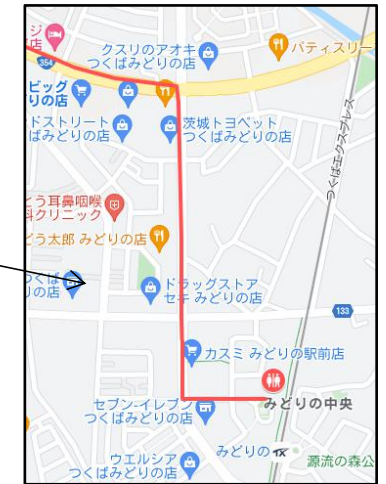 クスリのアオキ
つくばみどりの店
パティスリー
354
ビッグ
りの店
ドストリート
ばみどりの店
茨城トヨペット
つくばみどりの店
つくばエクスプレス
とう耳鼻咽喉
科クリニック
どう太郎 みどりの店
つくば
りの店
ドラッグストア
セキ みどりの店
133
カスミ みどりの駅前店
みどりの中央
セブン-イレブン
つくばみどりの店
ウエルシア
つくばみどりの店
みどりの
TX
源流の森公